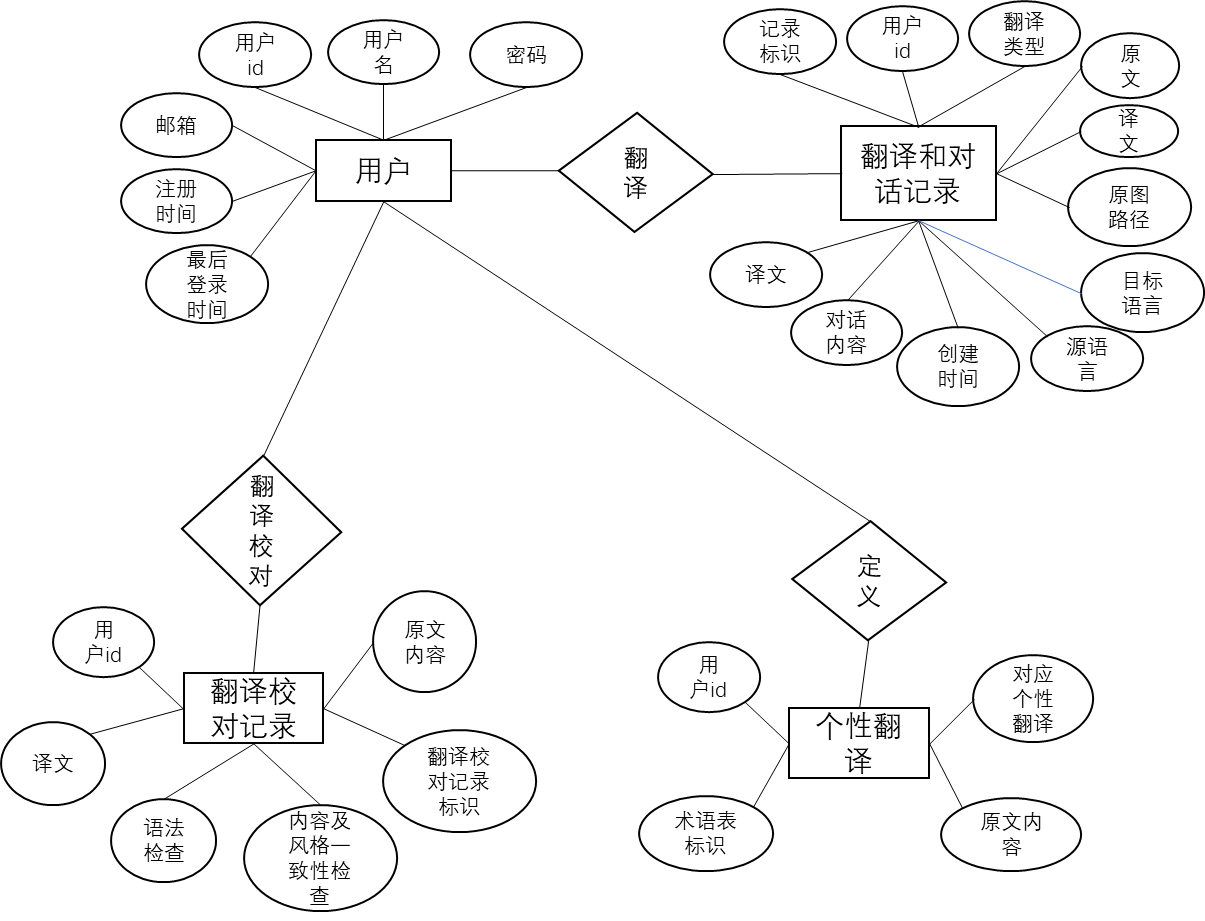 用户
id
用户
名
密码
邮箱
注册
时间
最后
登录
时间
用户
翻
译
记录
标识
用户
id
翻译
类型
原
文
译
文
原图
路径
目标
语言
源语
言
创建
时间
对话
内容
译文
翻译和对
话记录
翻
译
校
对
定
义
用
户id
原文
内容
翻译校
对记录
译文
语法
检查
内容及
风格一
致性检
查
翻译校
对记录
标识
用
户id
对应
个性
翻译
个性翻
译
术语表
标识
原文内
容